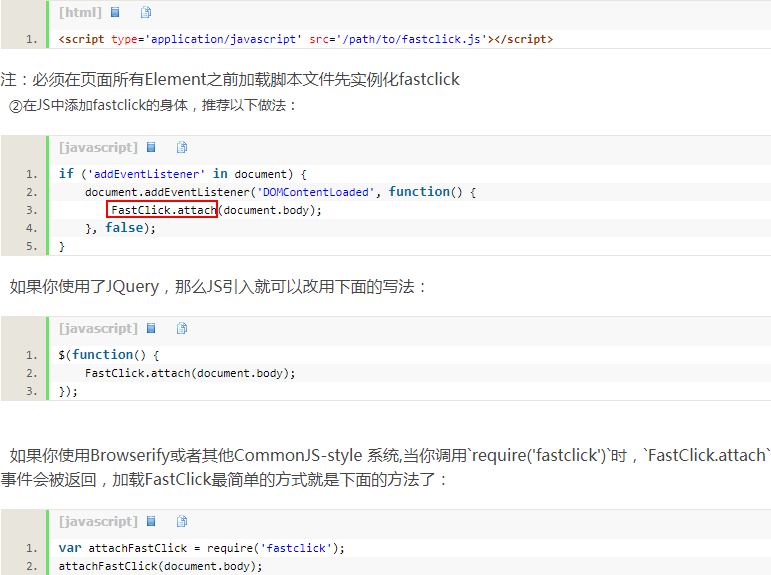 [html]
1. <script type='application/javascript' src='/path/to/fastclick.js'></script>
注：必须在页面所有Element之前加载脚本文件先实例化fastclick
②在JS中添加fastclick的身体，推荐以下做法：
[javascript]
1. if ('addEventListener' in document) {
2. document.addEventListener('DOMContentLoaded', function() {
3. FastClick.attach(document.body);
4. }, false);
5. }
如果你使用了JQuery，那么JS引入就可以改用下面的写法：
[javascript]
1. $(function() {
2. FastClick.attach(document.body);
3. });
如果你使用Browserify或者其他CommonJS-style 系统,当你调用`require('fastclick')`时，`FastClick.attach`
事件会被返回，加载FastClick最简单的方式就是下面的方法了：
[javascript]
1. var attachFastClick = require('fastclick');
2. attachFastClick(document.body);